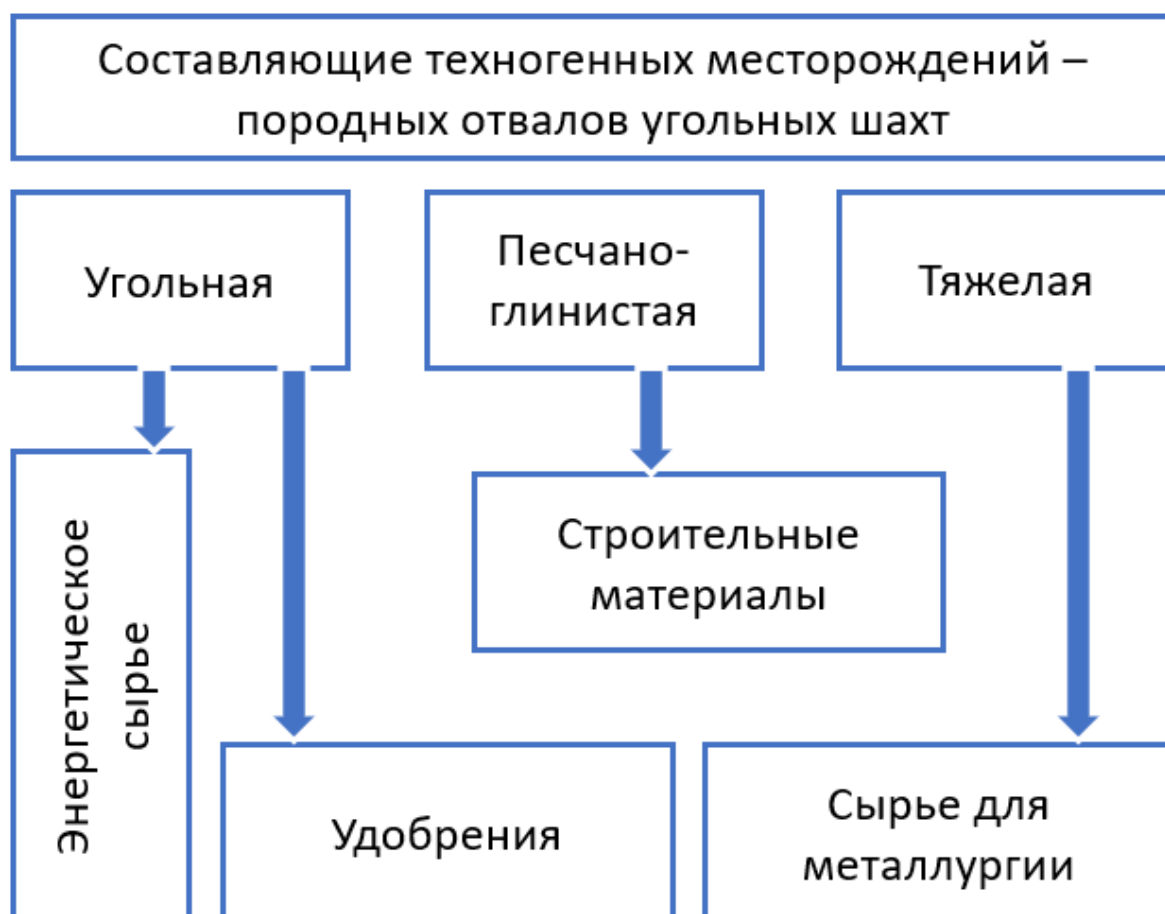 Составляющие техногенных месторождений –
породных отвалов угольных шахт
Угольная
Песчано-
глинистая
Тяжелая
Энергетическое
сырье
Строительные
материалы
Удобрения
Сырье для
металлургии